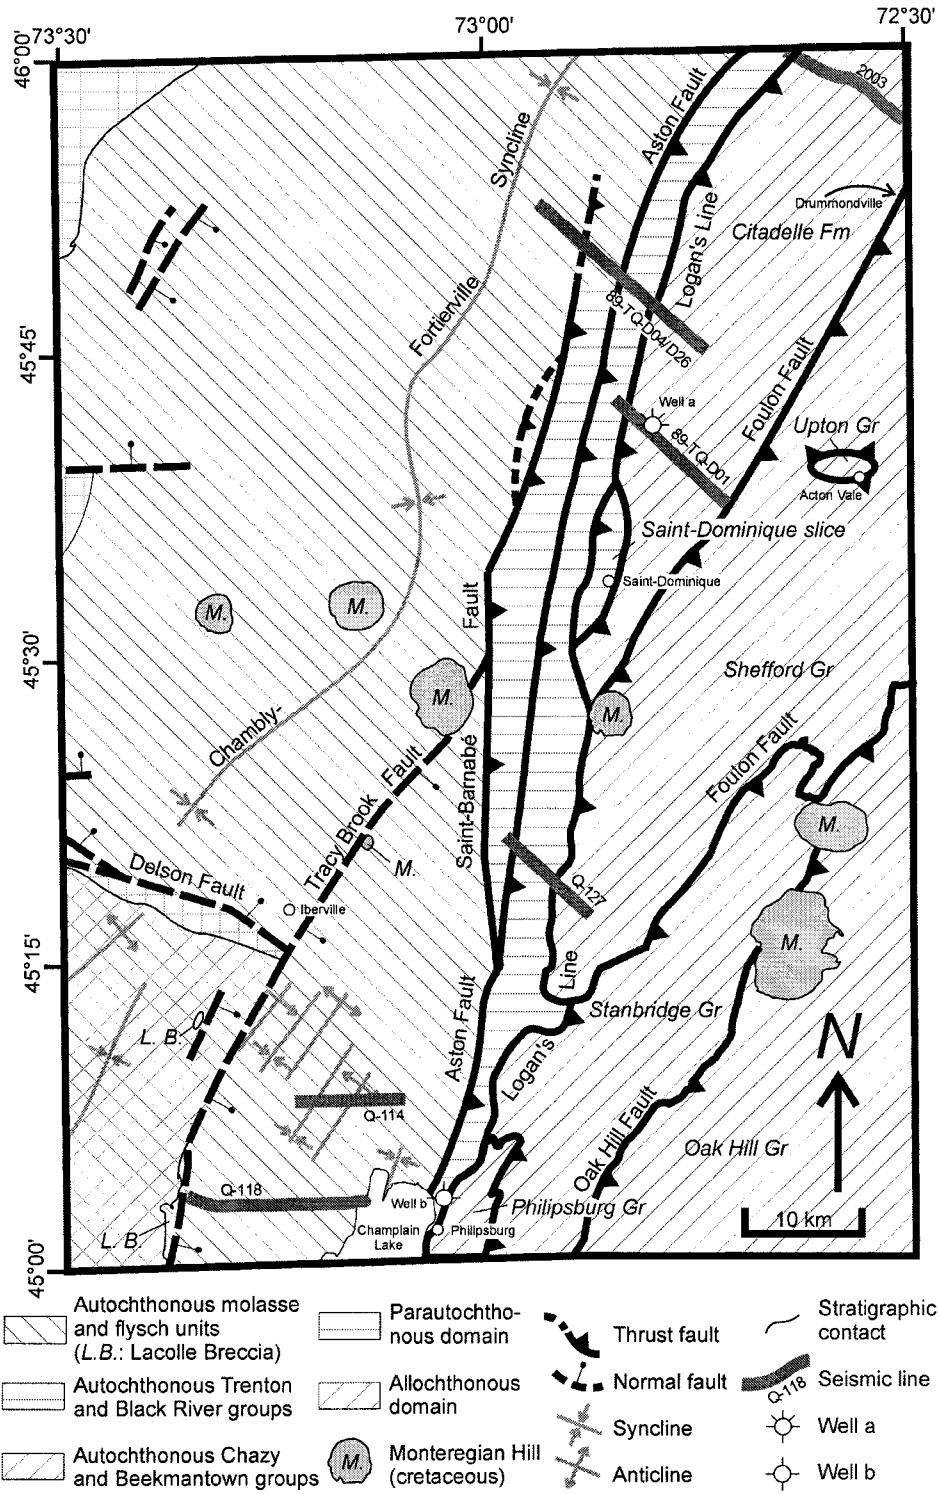 73°30'
73°00'
72°30'
46°00'
45°45'
45°30'
45°15'
45°00'
2003
Aston Fault
Syncline
Logan's Line
Drummondville
Citadelle Fm
Fortierville
89-TQ-D04/D26
Foulon Fault
Well a
Upton Gr
89-TQ-D01
Acton Vale
Saint-Dominique slice
Saint-Dominique
Fault
M.
M.
Shefford Gr
M.
M.
Chambly-
Foulon Fault
Saint-Barnabé
Tracy Brook Fault
M.
M.
Delson Fault
Q-127
Iberville
M.
Line
Aston Fault
Stanbridge Gr
L. B.
Logan's
N
Q-114
Oak Hill Fault
Oak Hill Gr
Q-118
Well b
Philipsburg Gr
Champlain
Lake
Philipsburg
L. B.
10 km
Autochthonous molasse
and flysch units
(L.B.: Lacolle Breccia)
Autochthonous Trenton
and Black River groups
Autochthonous Chazy
and Beekmantown groups
Parautochtho-
nous domain
Allochthonous
domain
M.
Monteregian Hill
(cretaceous)
Thrust fault
Normal fault
Syncline
Anticline
Stratigraphic
contact
Q-118
Seismic line
Well a
Well b